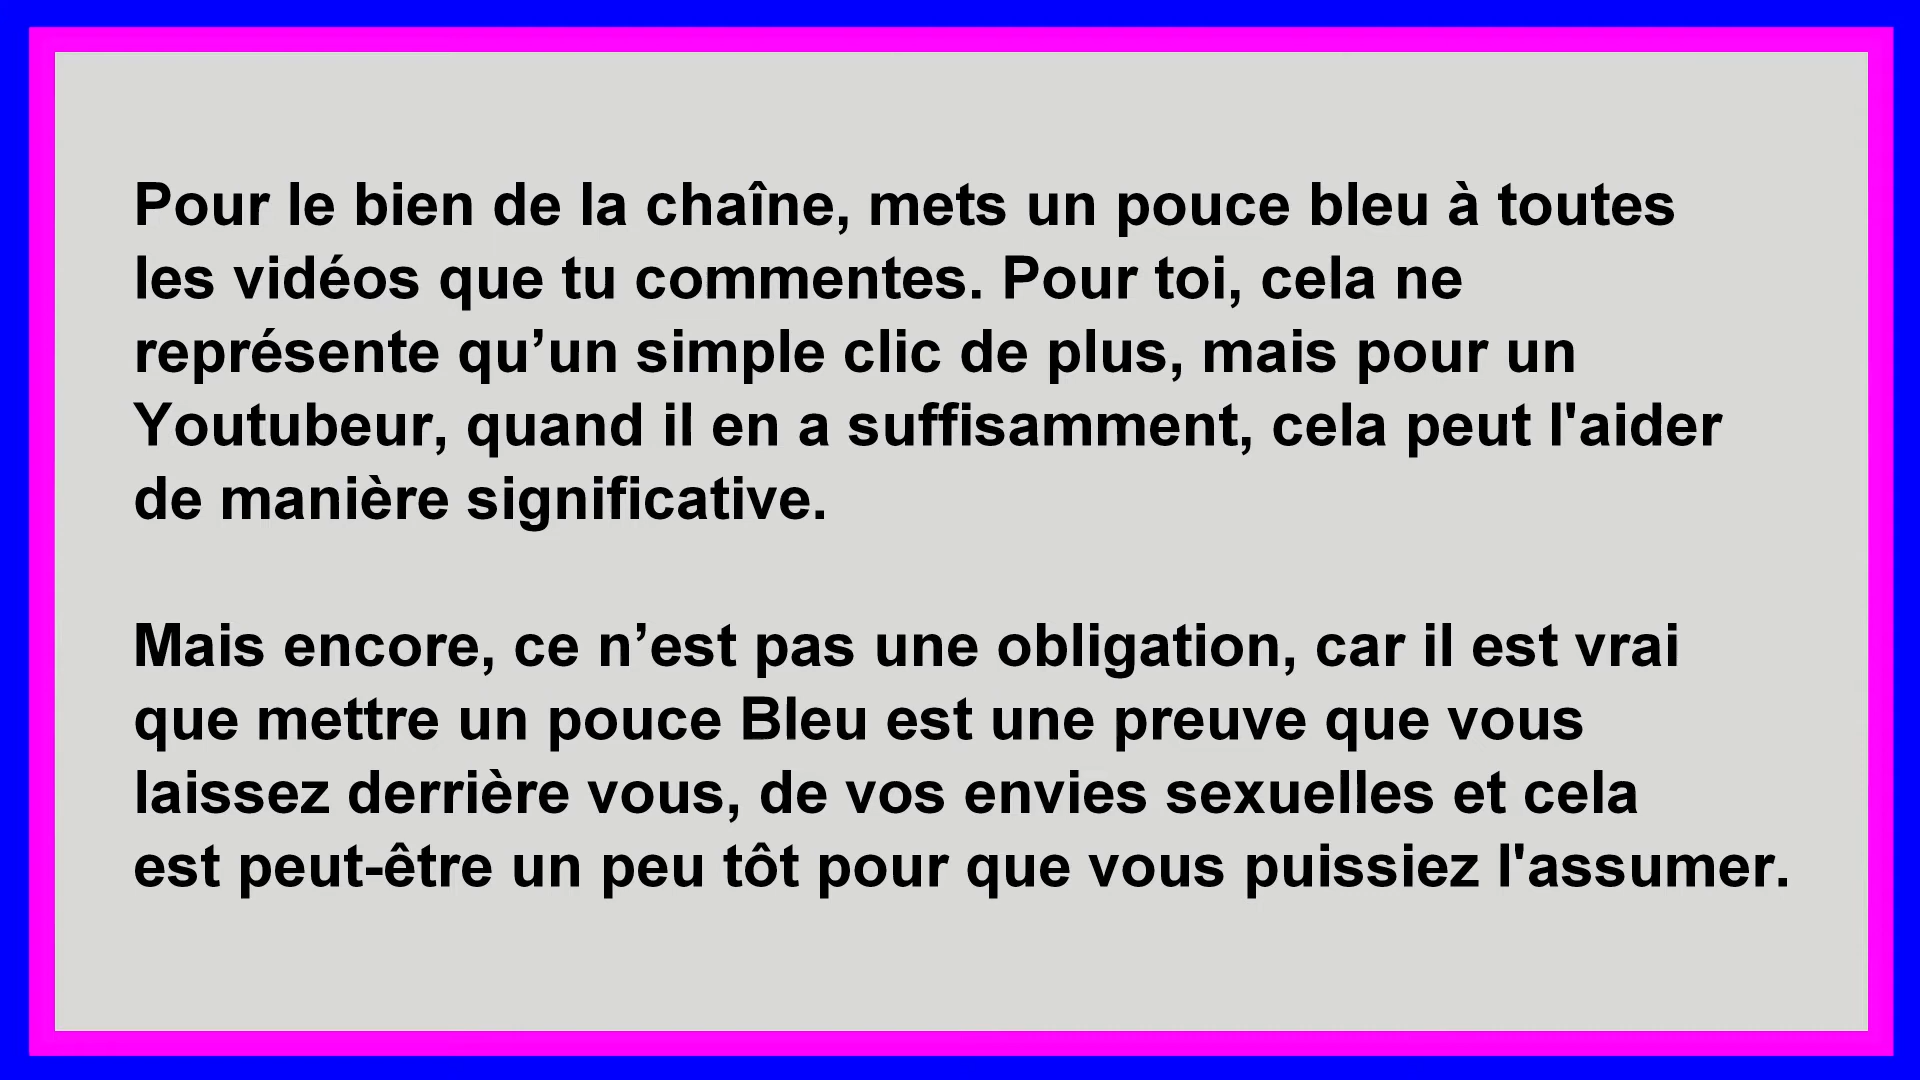 Pour le bien de la chaîne, mets un pouce bleu à toutes
les vidéos que tu commentes. Pour toi, cela ne
représente qu’un simple clic de plus, mais pour un
Youtubeur, quand il en a suffisamment, cela peut l'aider
de manière significative.
Mais encore, ce n’est pas une obligation, car il est vrai
que mettre un pouce Bleu est une preuve que vous
laissez derrière vous, de vos envies sexuelles et cela
est peut-être un peu tôt pour que vous puissiez l'assumer.